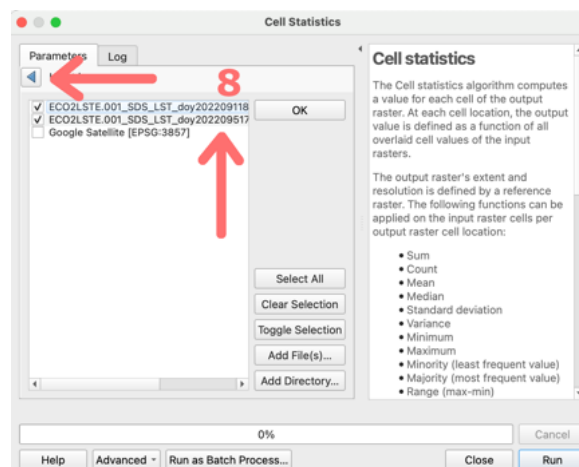 Cell Statistics
Parameters
Log
8
ECO2LSTE.001_SDS_LST_doy202209118
ECO2LSTE.001_SDS_LST_doy202209517
Google Satellite [EPSG:3857]
OK
Select All
Clear Selection
Toggle Selection
Add File(s)...
Add Directory...
Cell statistics
The Cell statistics algorithm computes
a value for each cell of the output
raster. At each cell location, the output
value is defined as a function of all
overlaid cell values of the input
rasters.
The output raster's extent and
resolution is defined by a reference
raster. The following functions can be
applied on the input raster cells per
output raster cell location:
• Sum
• Count
• Mean
• Median
• Standard deviation
• Variance
• Minimum
• Maximum
• Minority (least frequent value)
• Majority (most frequent value)
• Range (max-min)
0%
Cancel
Help
Advanced
Run as Batch Process...
Close
Run